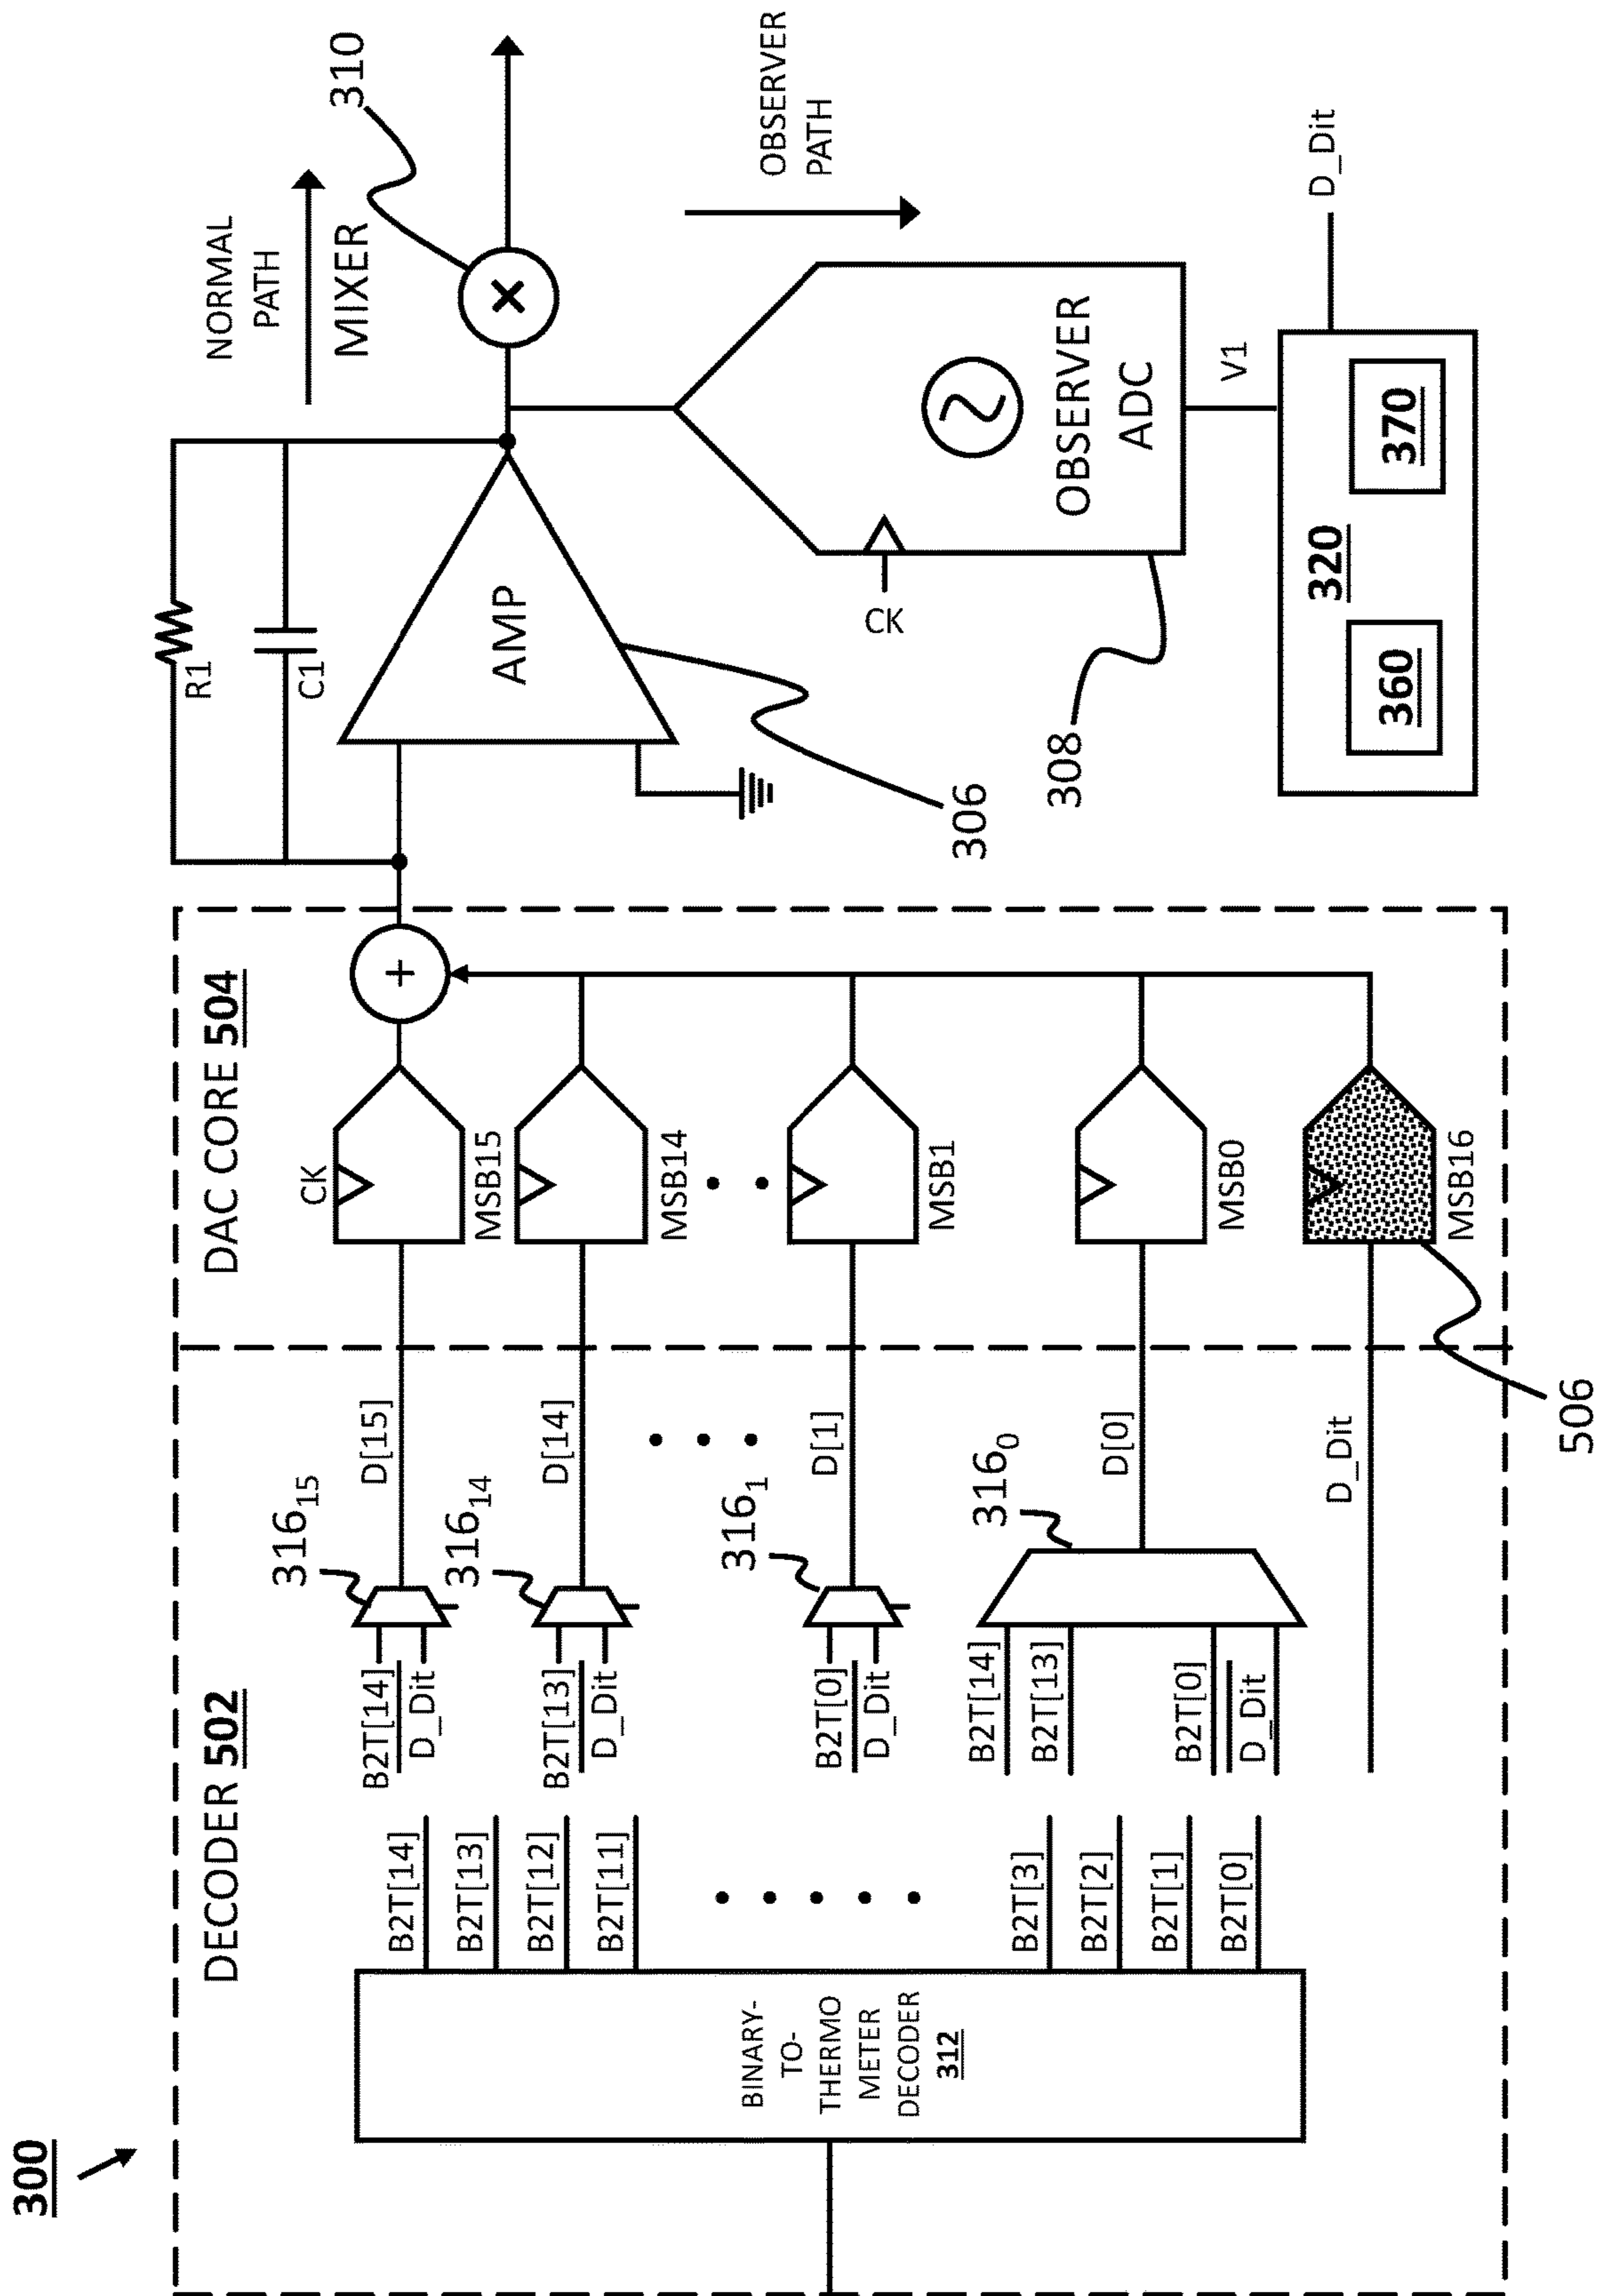 300
DECODER 502
BINARY-
TO-
THERMO
METER
DECODER
312
B2T[14]
B2T[13]
B2T[12]
B2T[11]
B2T[3]
B2T[2]
B2T[1]
B2T[0]
316₁₅
B2T[14]
D_Dit
D[15]
316₁₄
B2T[13]
D_Dit
D[14]
316₁
B2T[0]
D_Dit
D[1]
316₀
B2T[14]
B2T[13]
B2T[0]
D_Dit
D[0]
D_Dit
DAC CORE 504
CK
MSB15
MSB14
MSB1
MSB0
MSB16
506
+
R1
C1
AMP
306
NORMAL
PATH
MIXER
310
OBSERVER
PATH
CK
OBSERVER
ADC
308
V1
320
360
370
D_Dit